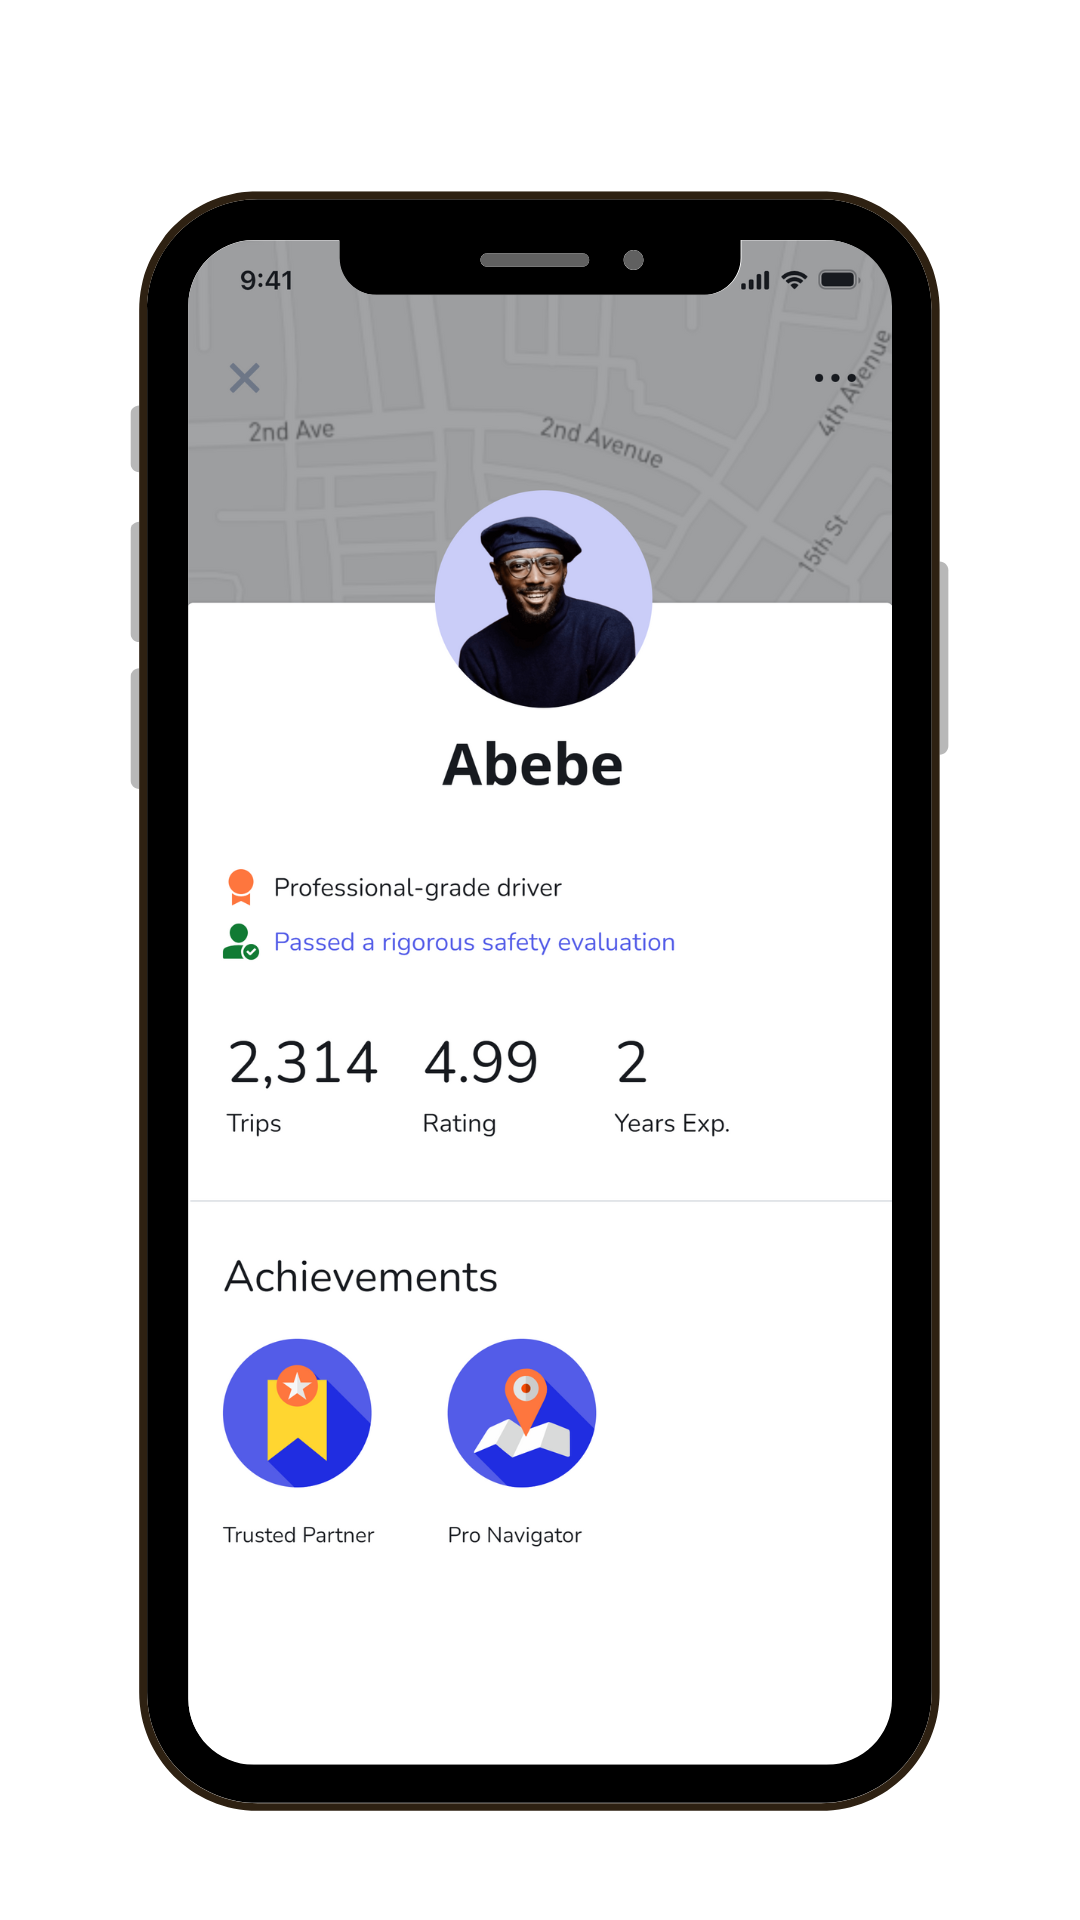 9:41
2nd Ave
2nd Avenue
4th Avenue
15th St
Abebe
Professional-grade driver
Passed a rigorous safety evaluation
2,314 4.99 2
Trips Rating Years Exp.
Achievements
Trusted Partner Pro Navigator